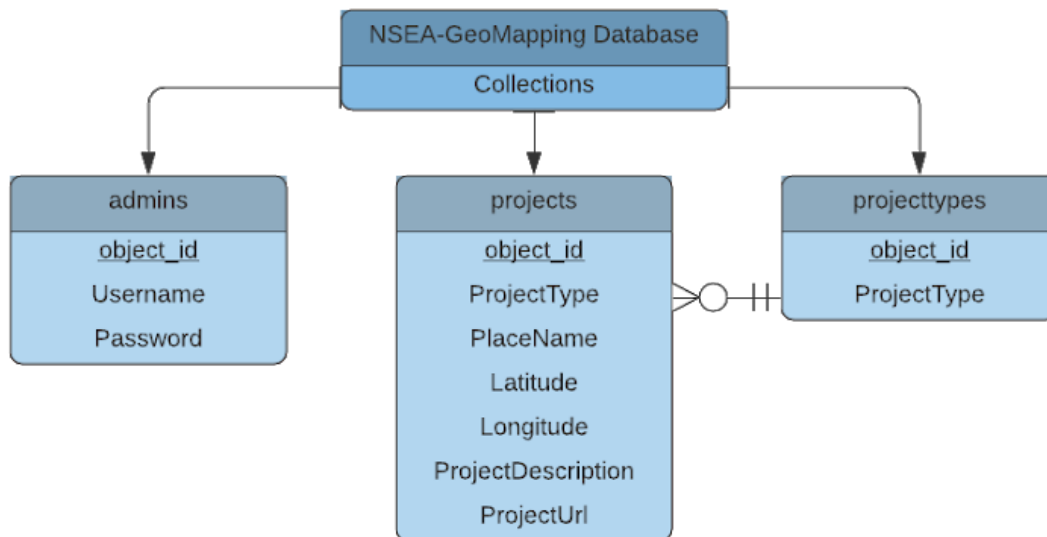 NSEA-GeoMapping Database
Collections
admins
object_id
Username
Password
projects
object_id
ProjectType
PlaceName
Latitude
Longitude
ProjectDescription
ProjectUrl
projecttypes
object_id
ProjectType